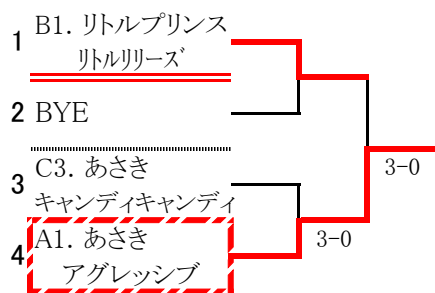 1 B1. リトルプリンス
リトルリリーズ
2 BYE
3 C3. あさき
キャンディキャンディ
3-0
4 A1. あさき
3-0
アグレッシブ